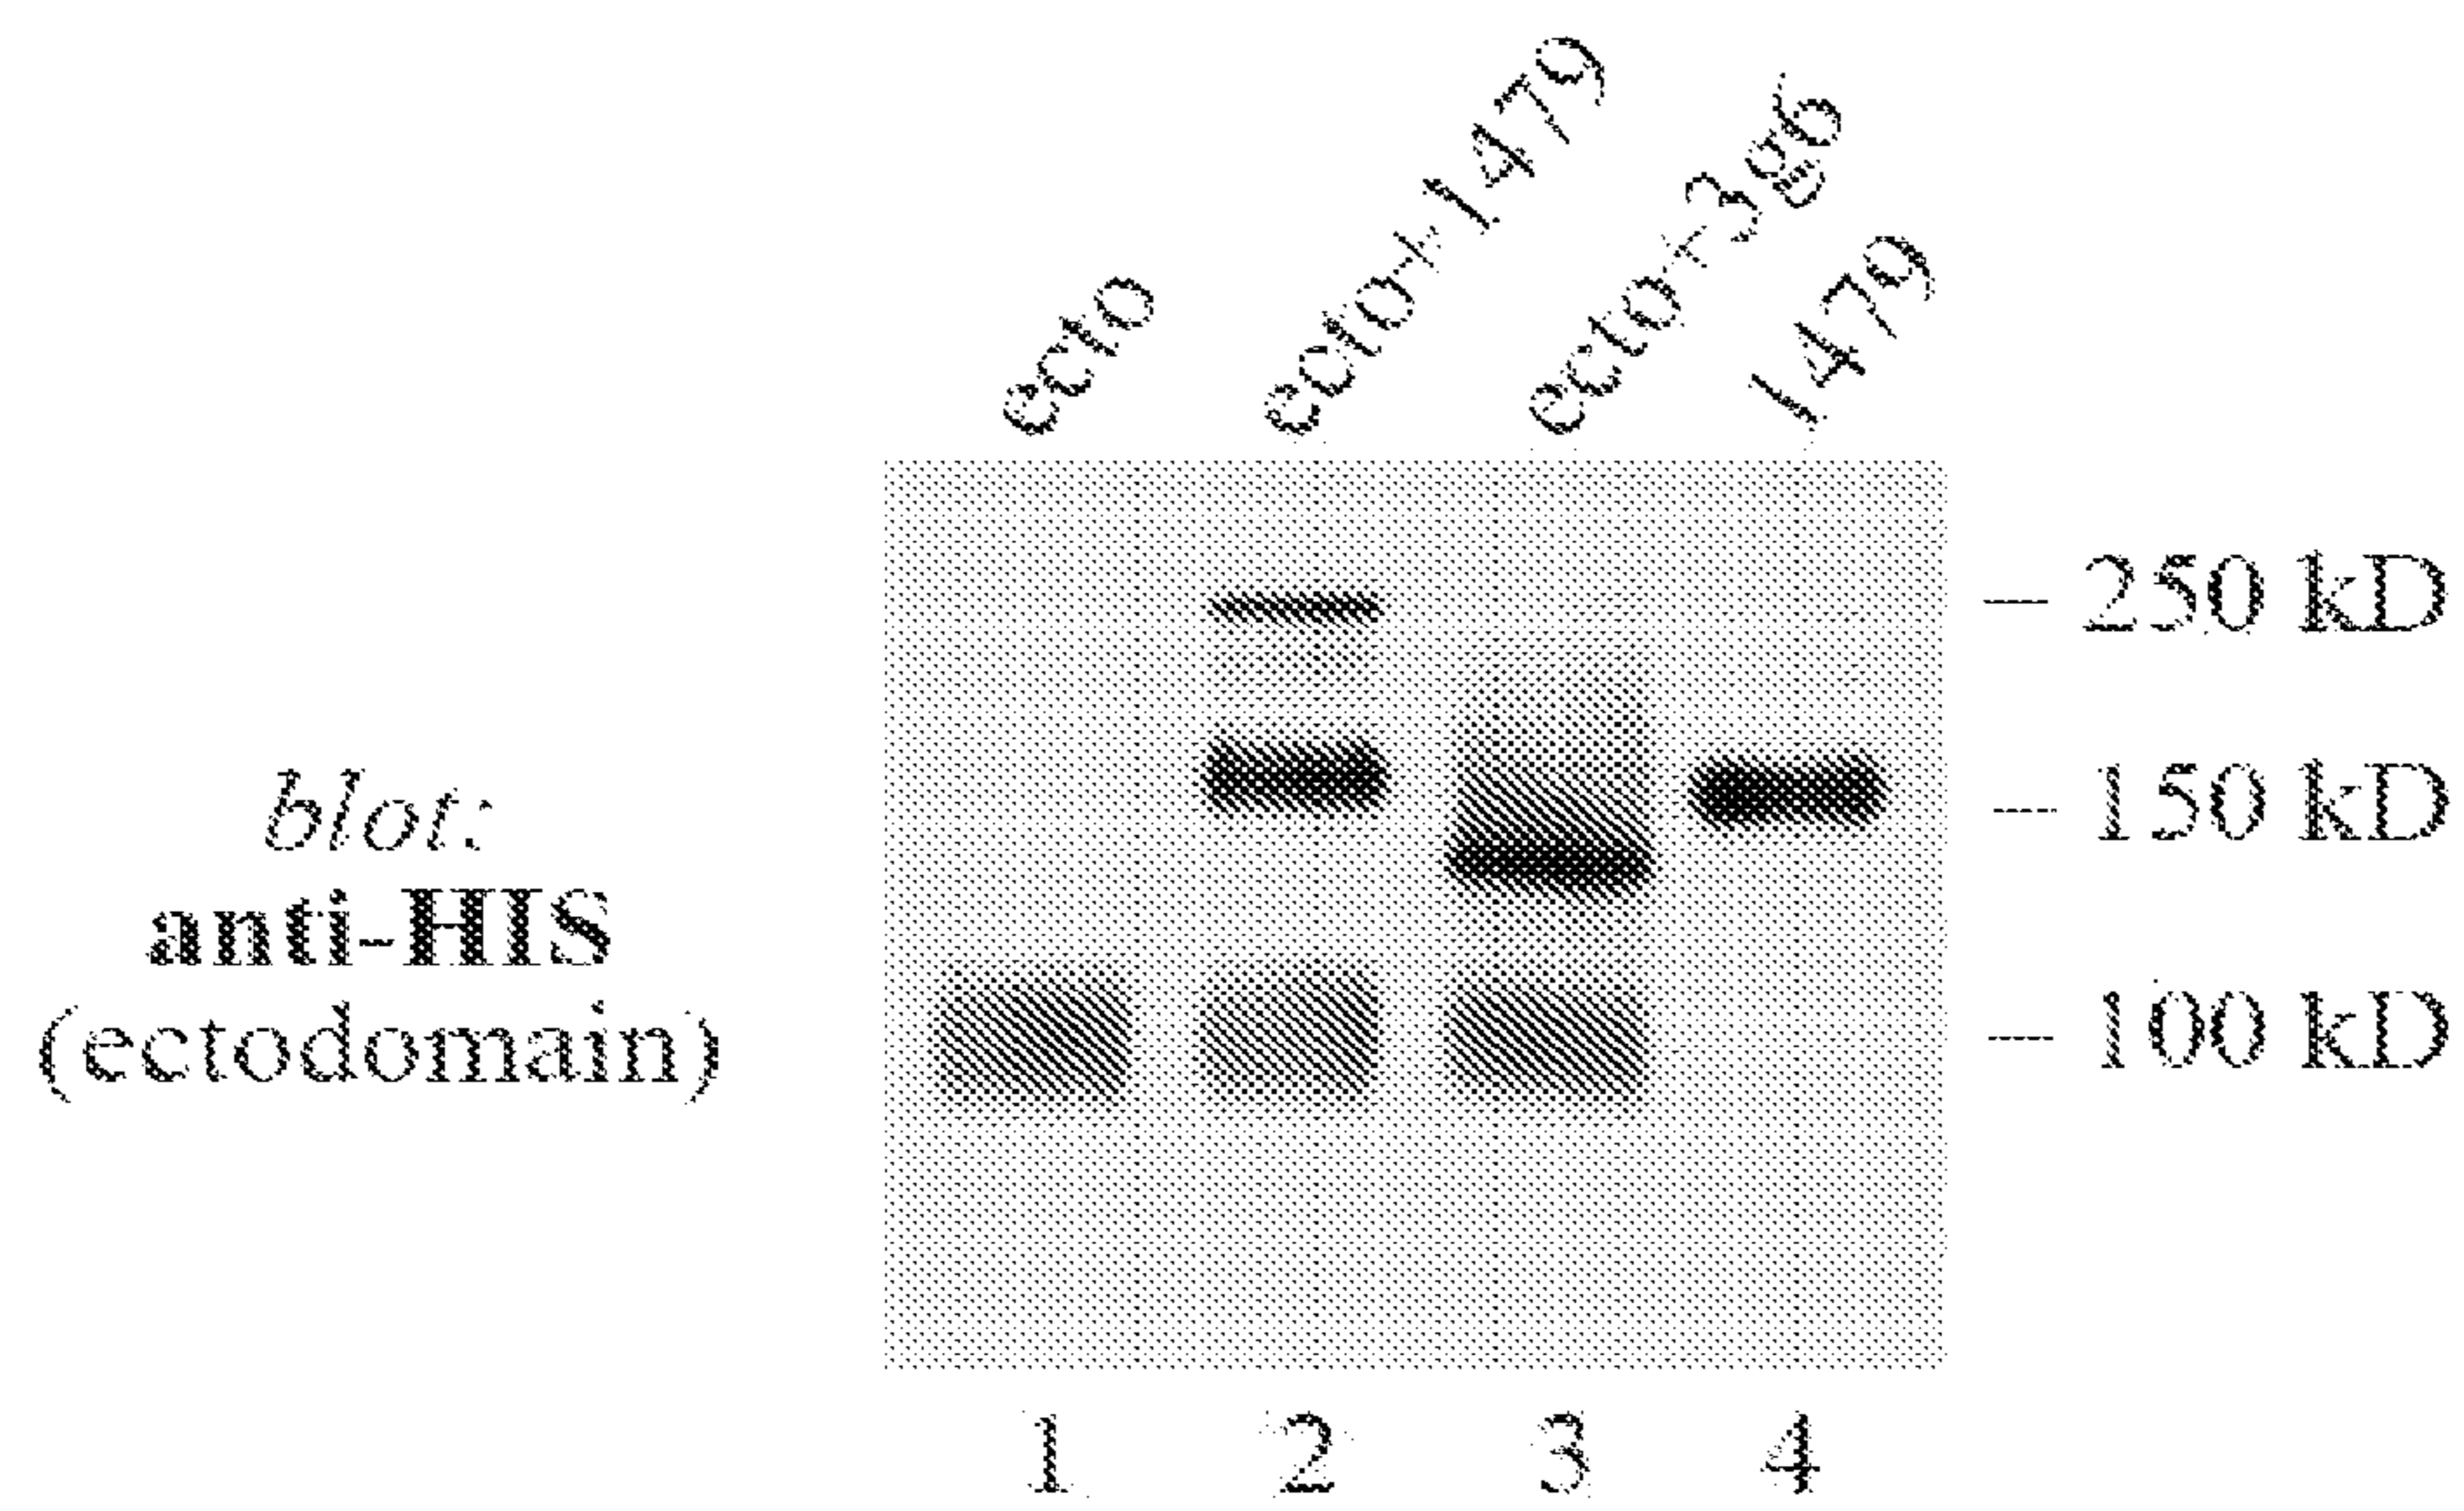 ecto
ecto+1479
ecto+3g6
1479
250 kD
150 kD
100 kD
blot:
anti-HIS
(ectodomain)
1 2 3 4